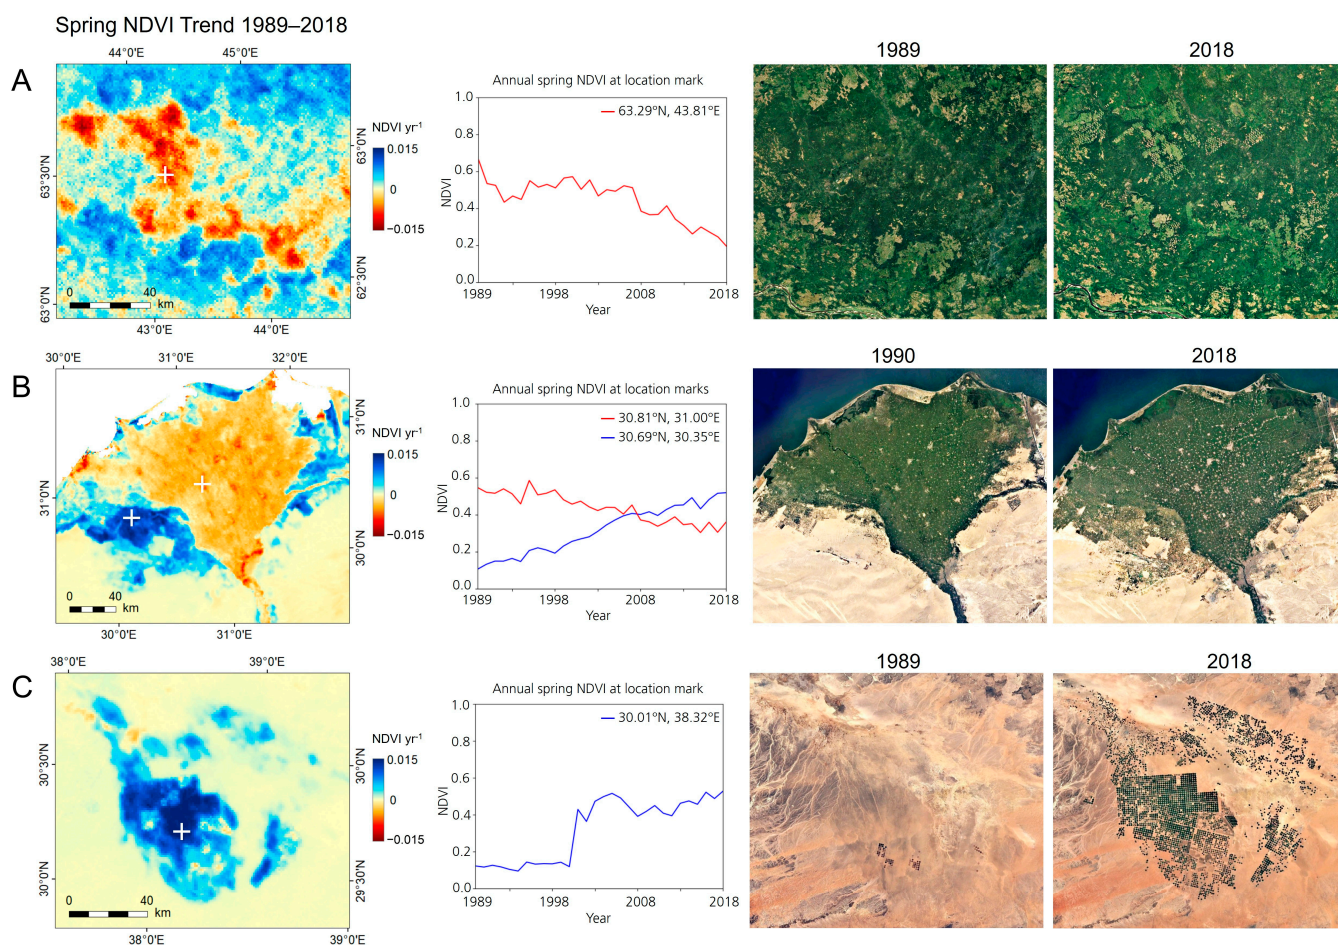 Spring NDVI Trend 1989–2018
A
44°0'E 45°0'E
63°30'N
63°0'N
63°0'N
62°30'N
0 40
km
43°0'E 44°0'E
NDVI yr⁻¹
0.015
0
−0.015
Annual spring NDVI at location mark
63.29°N, 43.81°E
NDVI
1.0
0.8
0.6
0.4
0.2
0.0
1989 1998 2008 2018
Year
1989
2018
B
30°0'E 31°0'E 32°0'E
31°0'N
31°0'N
30°0'N
0 40
km
30°0'E 31°0'E
NDVI yr⁻¹
0.015
0
−0.015
Annual spring NDVI at location marks
30.81°N, 31.00°E
30.69°N, 30.35°E
NDVI
1.0
0.8
0.6
0.4
0.2
0.0
1989 1998 2008 2018
Year
1990
2018
C
38°0'E 39°0'E
30°30'N
30°0'N
30°0'N
29°30'N
0 40
km
38°0'E 39°0'E
NDVI yr⁻¹
0.015
0
−0.015
Annual spring NDVI at location mark
30.01°N, 38.32°E
NDVI
1.0
0.8
0.6
0.4
0.2
0.0
1989 1998 2008 2018
Year
1989
2018